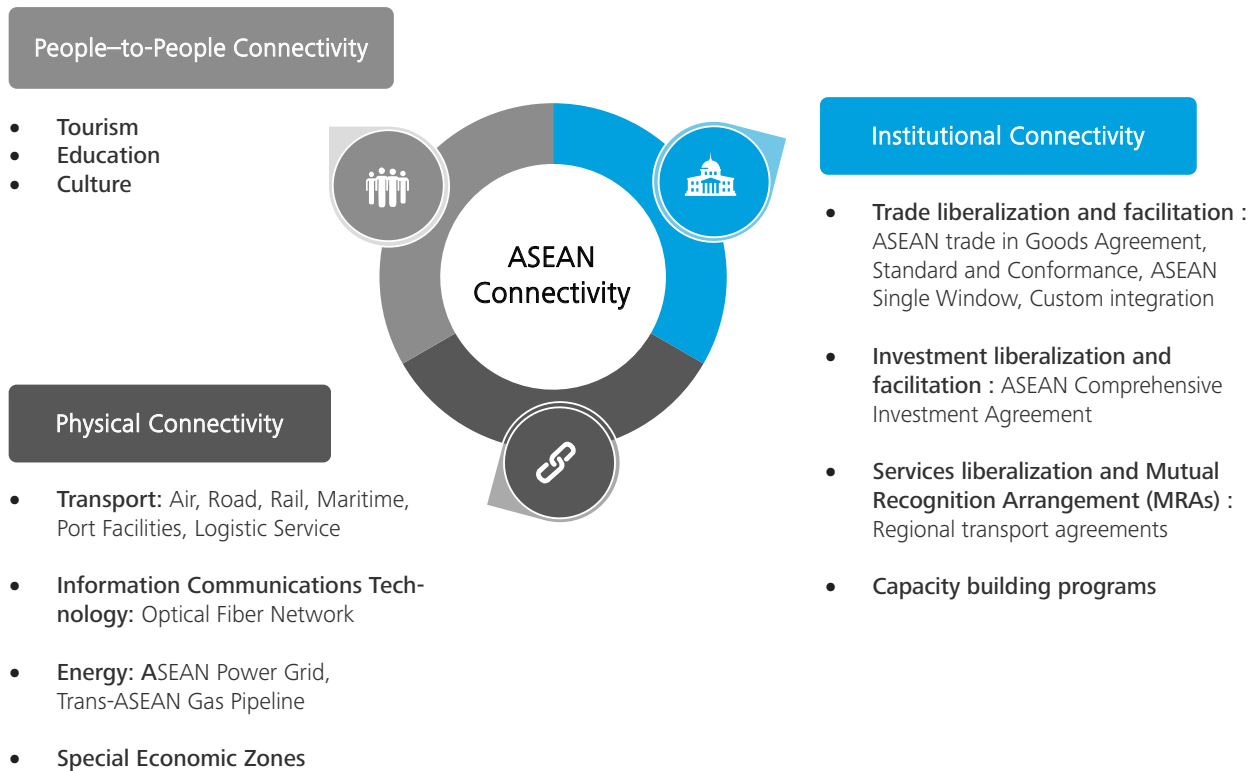 People–to-People Connectivity
• Tourism
• Education
• Culture
ASEAN
Connectivity
Institutional Connectivity
• Trade liberalization and facilitation :
ASEAN trade in Goods Agreement,
Standard and Conformance, ASEAN
Single Window, Custom integration
• Investment liberalization and
facilitation : ASEAN Comprehensive
Investment Agreement
• Services liberalization and Mutual
Recognition Arrangement (MRAs) :
Regional transport agreements
• Capacity building programs
Physical Connectivity
• Transport: Air, Road, Rail, Maritime,
Port Facilities, Logistic Service
• Information Communications Tech-
nology: Optical Fiber Network
• Energy: ASEAN Power Grid,
Trans-ASEAN Gas Pipeline
• Special Economic Zones